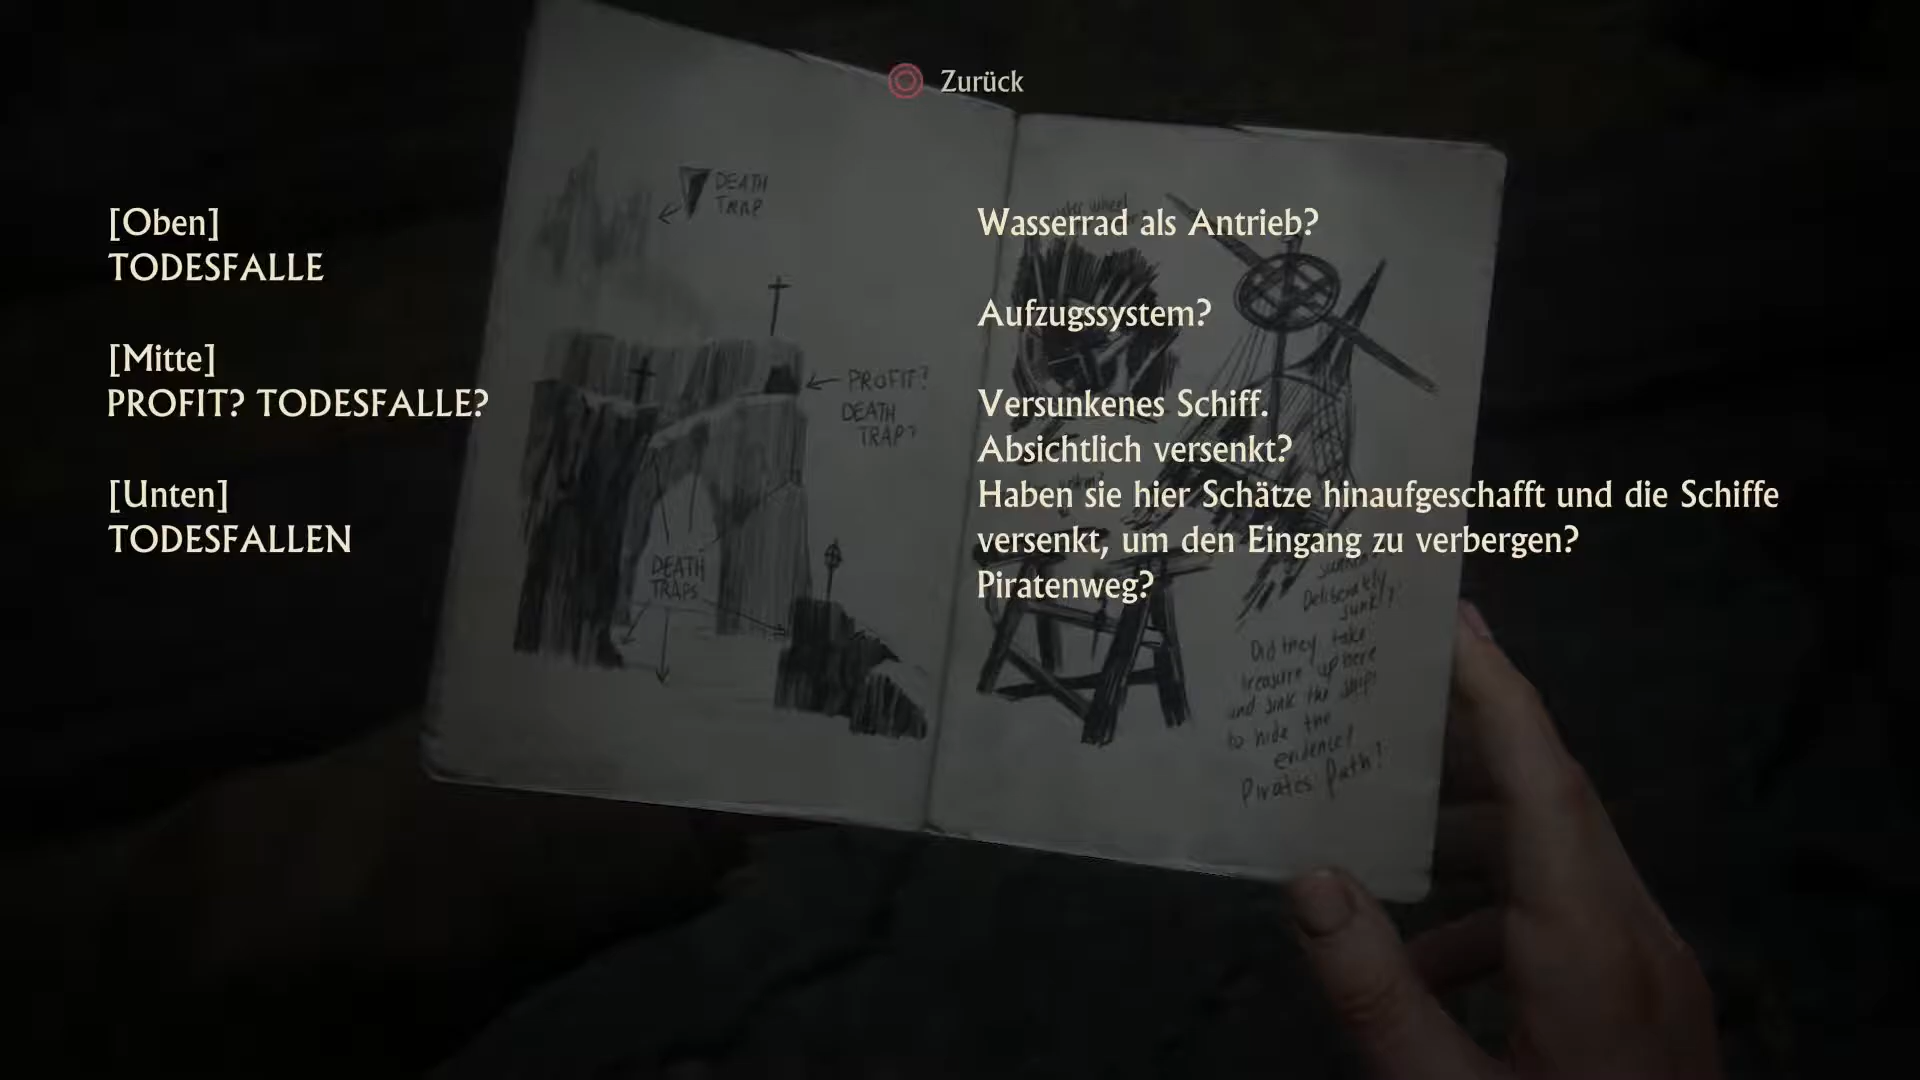 Zurück
[Oben]
TODESFALLE
[Mitte]
PROFIT? TODESFALLE?
[Unten]
TODESFALLEN
Wasserrad als Antrieb?
Aufzugssystem?
Versunkenes Schiff.
Absichtlich versenkt?
Haben sie hier Schätze hinaufgeschafft und die Schiffe
versenkt, um den Eingang zu verbergen?
Piratenweg?
DEATH
TRAP
PROFIT?
DEATH
TRAP?
DEATH
TRAPS
wheel
Deliberately
sunk?
Did they take
treasure up here
and sink the ships
to hide the
Pirates Path?